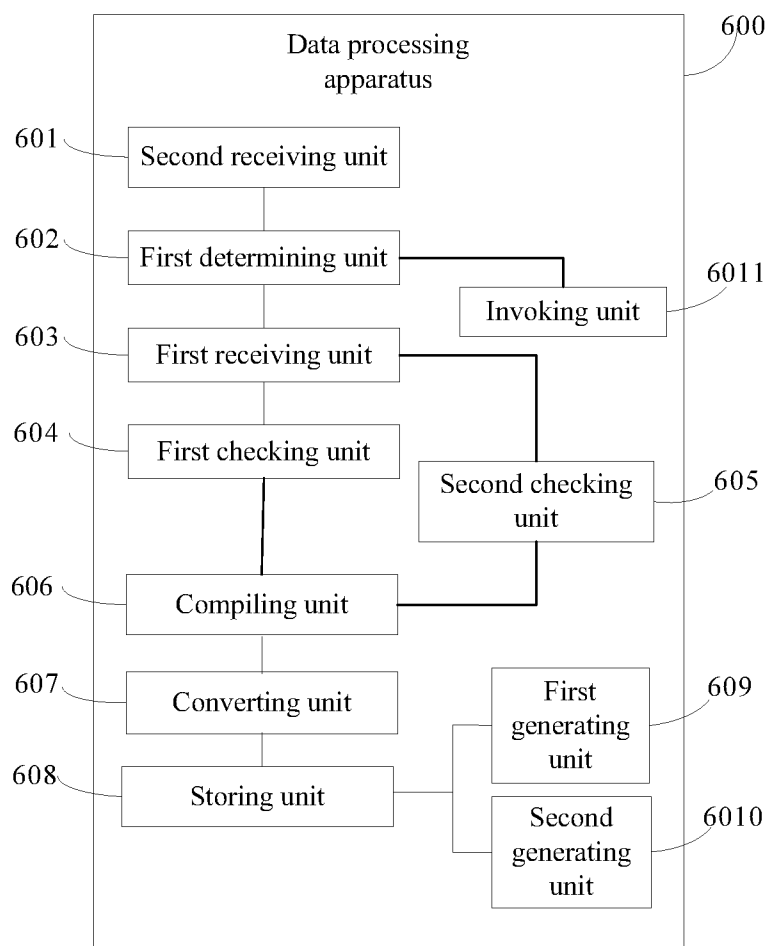 600
Data processing
apparatus
601
Second receiving unit
602
First determining unit
6011
Invoking unit
603
First receiving unit
604
First checking unit
605
Second checking
unit
606
Compiling unit
607
Converting unit
609
First
generating
unit
608
Storing unit
6010
Second
generating
unit